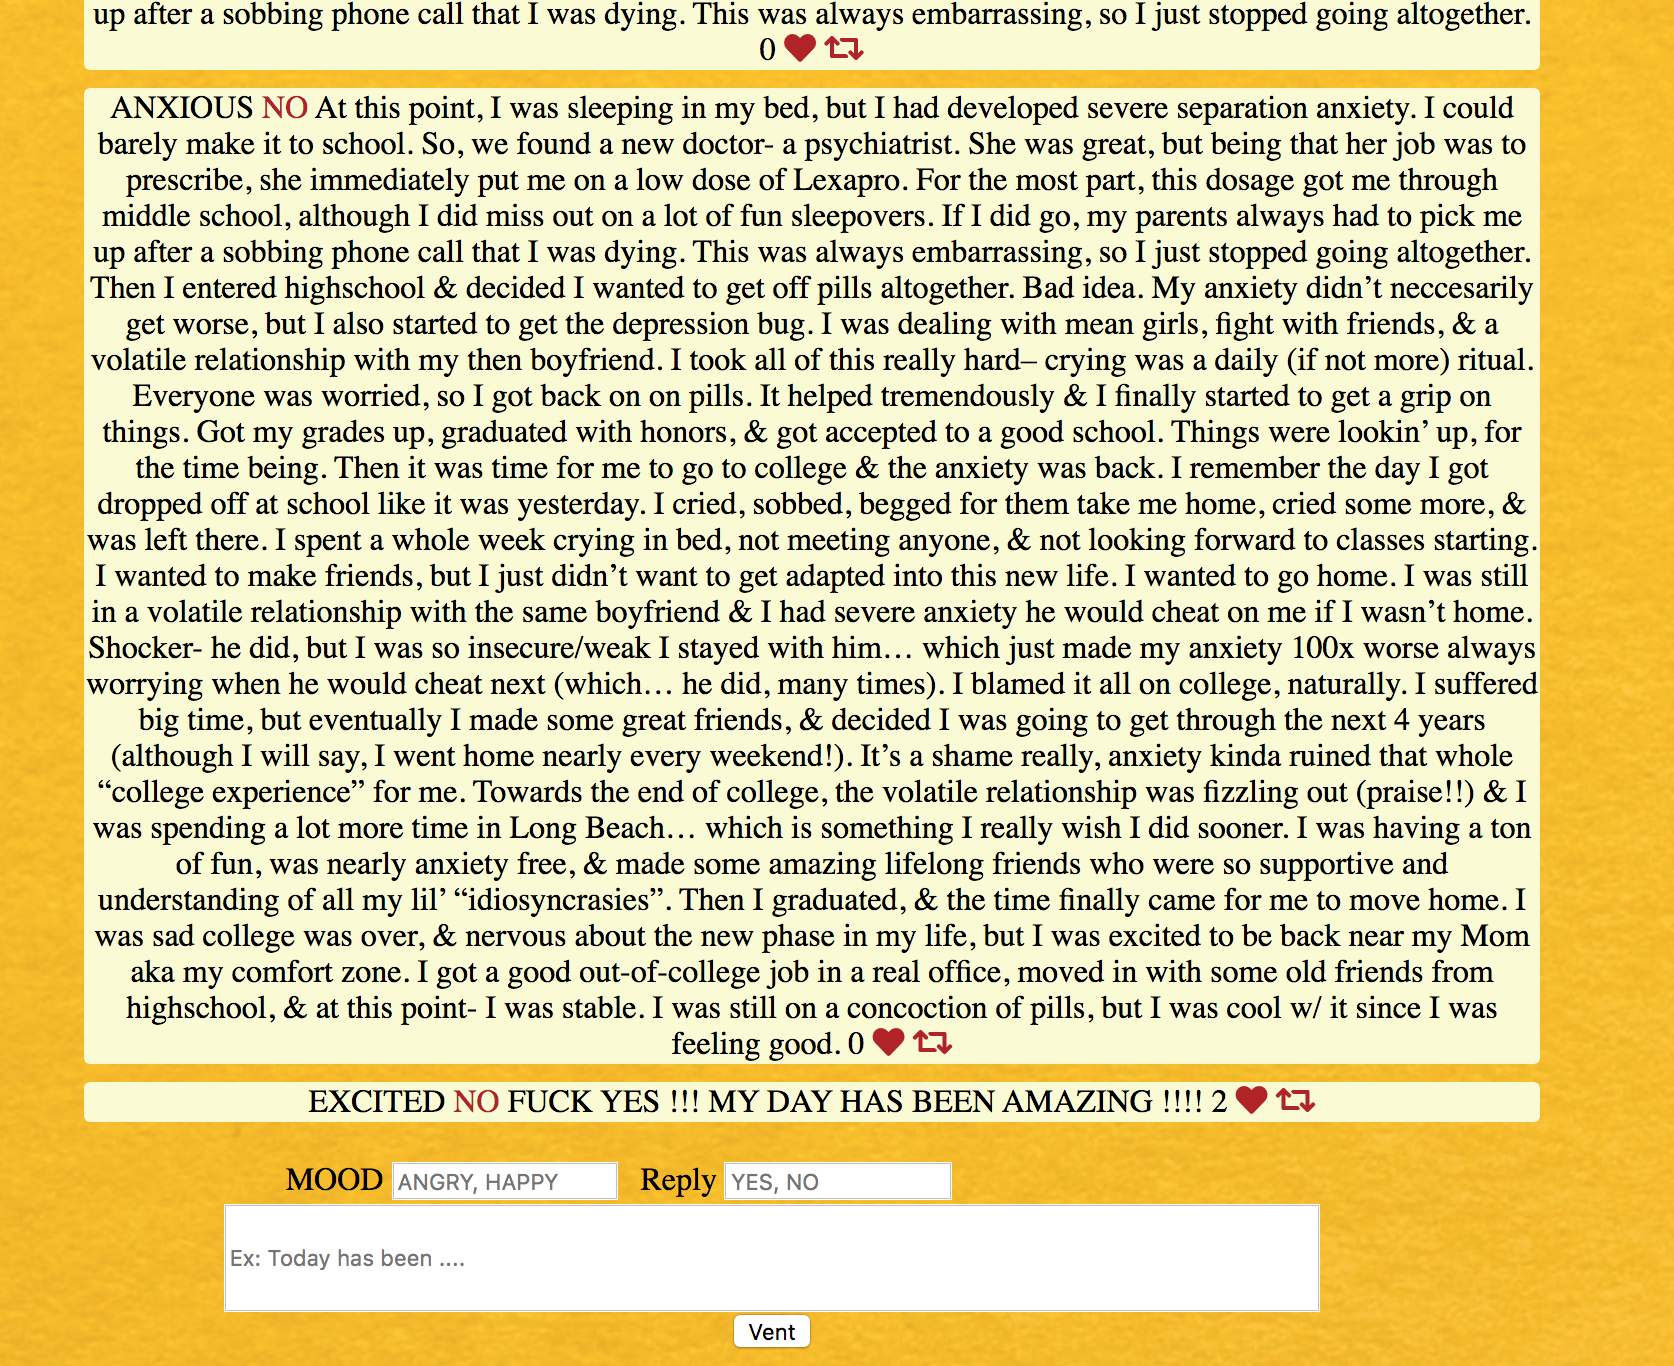 up after a sobbing phone call that I was dying. This was always embarrassing, so I just stopped going altogether.
0
ANXIOUS NO At this point, I was sleeping in my bed, but I had developed severe separation anxiety. I could
barely make it to school. So, we found a new doctor- a psychiatrist. She was great, but being that her job was to
prescribe, she immediately put me on a low dose of Lexapro. For the most part, this dosage got me through
middle school, although I did miss out on a lot of fun sleepovers. If I did go, my parents always had to pick me
up after a sobbing phone call that I was dying. This was always embarrassing, so I just stopped going altogether.
Then I entered highschool & decided I wanted to get off pills altogether. Bad idea. My anxiety didn’t neccesarily
get worse, but I also started to get the depression bug. I was dealing with mean girls, fight with friends, & a
volatile relationship with my then boyfriend. I took all of this really hard– crying was a daily (if not more) ritual.
Everyone was worried, so I got back on on pills. It helped tremendously & I finally started to get a grip on
things. Got my grades up, graduated with honors, & got accepted to a good school. Things were lookin’ up, for
the time being. Then it was time for me to go to college & the anxiety was back. I remember the day I got
dropped off at school like it was yesterday. I cried, sobbed, begged for them take me home, cried some more, &
was left there. I spent a whole week crying in bed, not meeting anyone, & not looking forward to classes starting.
I wanted to make friends, but I just didn’t want to get adapted into this new life. I wanted to go home. I was still
in a volatile relationship with the same boyfriend & I had severe anxiety he would cheat on me if I wasn’t home.
Shocker- he did, but I was so insecure/weak I stayed with him… which just made my anxiety 100x worse always
worrying when he would cheat next (which… he did, many times). I blamed it all on college, naturally. I suffered
big time, but eventually I made some great friends, & decided I was going to get through the next 4 years
(although I will say, I went home nearly every weekend!). It’s a shame really, anxiety kinda ruined that whole
“college experience” for me. Towards the end of college, the volatile relationship was fizzling out (praise!!) & I
was spending a lot more time in Long Beach… which is something I really wish I did sooner. I was having a ton
of fun, was nearly anxiety free, & made some amazing lifelong friends who were so supportive and
understanding of all my lil’ “idiosyncrasies”. Then I graduated, & the time finally came for me to move home. I
was sad college was over, & nervous about the new phase in my life, but I was excited to be back near my Mom
aka my comfort zone. I got a good out-of-college job in a real office, moved in with some old friends from
highschool, & at this point- I was stable. I was still on a concoction of pills, but I was cool w/ it since I was
feeling good. 0
EXCITED NO FUCK YES !!! MY DAY HAS BEEN AMAZING !!!! 2
MOOD ANGRY, HAPPY Reply YES, NO
Ex: Today has been ....
Vent